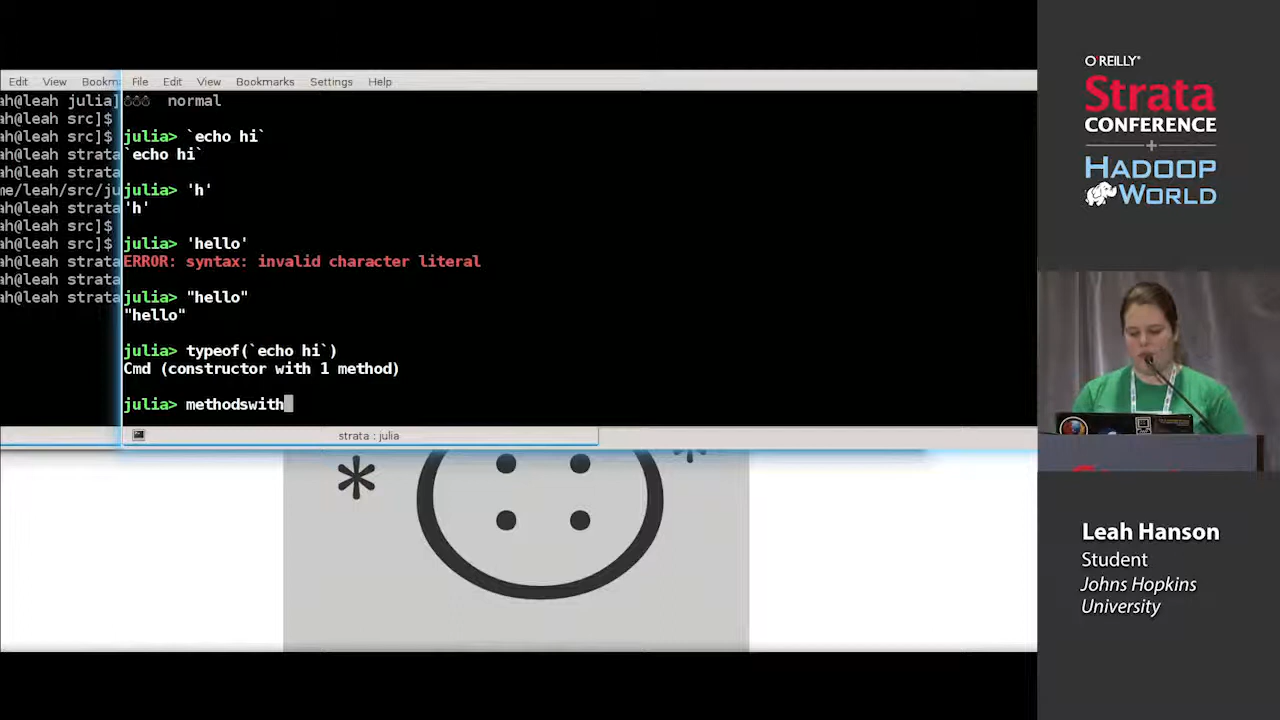 Edit View Bookm
File Edit View Bookmarks Settings Help
ah@leah julia]
normal
ah@leah src]$
ah@leah src]$
julia> `echo hi`
ah@leah strata
`echo hi`
ah@leah strata
me/leah/src/ju
julia> 'h'
ah@leah strata
'h'
ah@leah src]$
ah@leah src]$
julia> 'hello'
ah@leah strata
ERROR: syntax: invalid character literal
ah@leah strata
ah@leah strata
julia> "hello"
"hello"
julia> typeof(`echo hi`)
Cmd (constructor with 1 method)
julia> methodswith
strata : julia
* *
O'REILLY®
Strata
CONFERENCE
+
HADOOP
WORLD
Leah Hanson
Student
Johns Hopkins
University